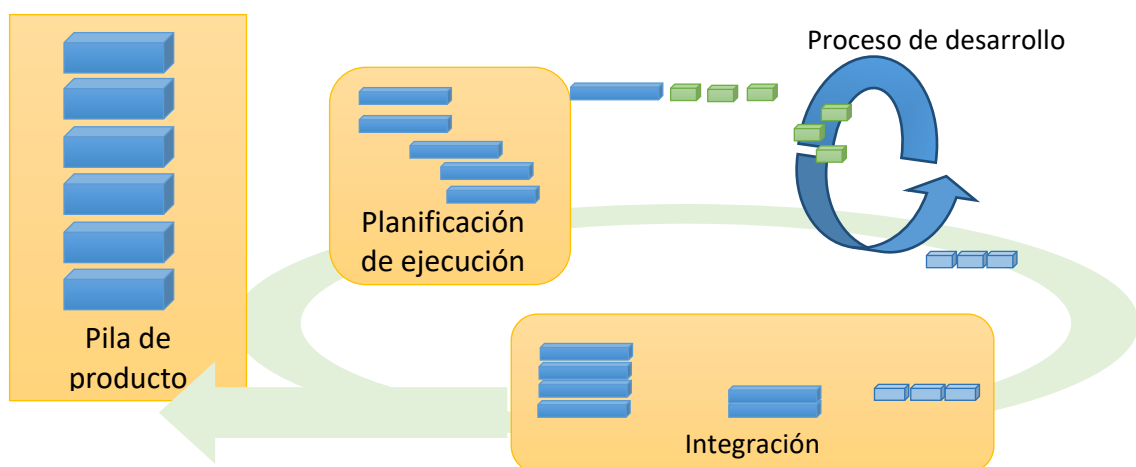 Proceso de desarrollo
Planificación
de ejecución
Pila de
producto
Integración